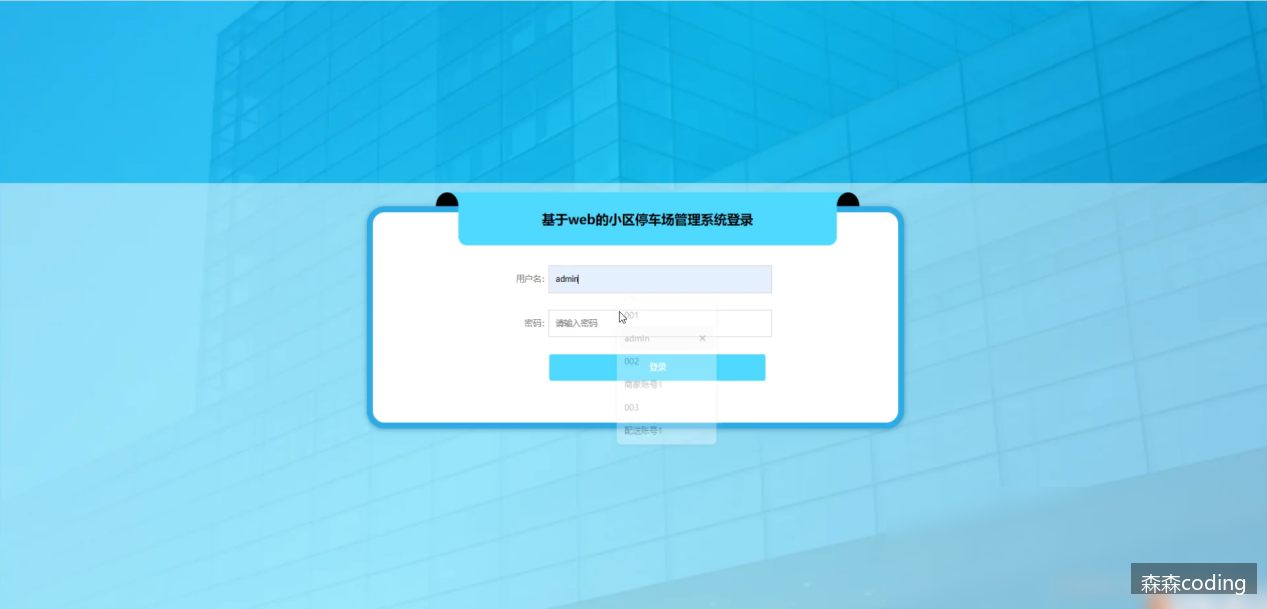 基于web的小区停车场管理系统登录
用户名: admin
密码: 请输入密码
001
admin ×
002
登录
商家账号1
003
配送账号1
森森coding